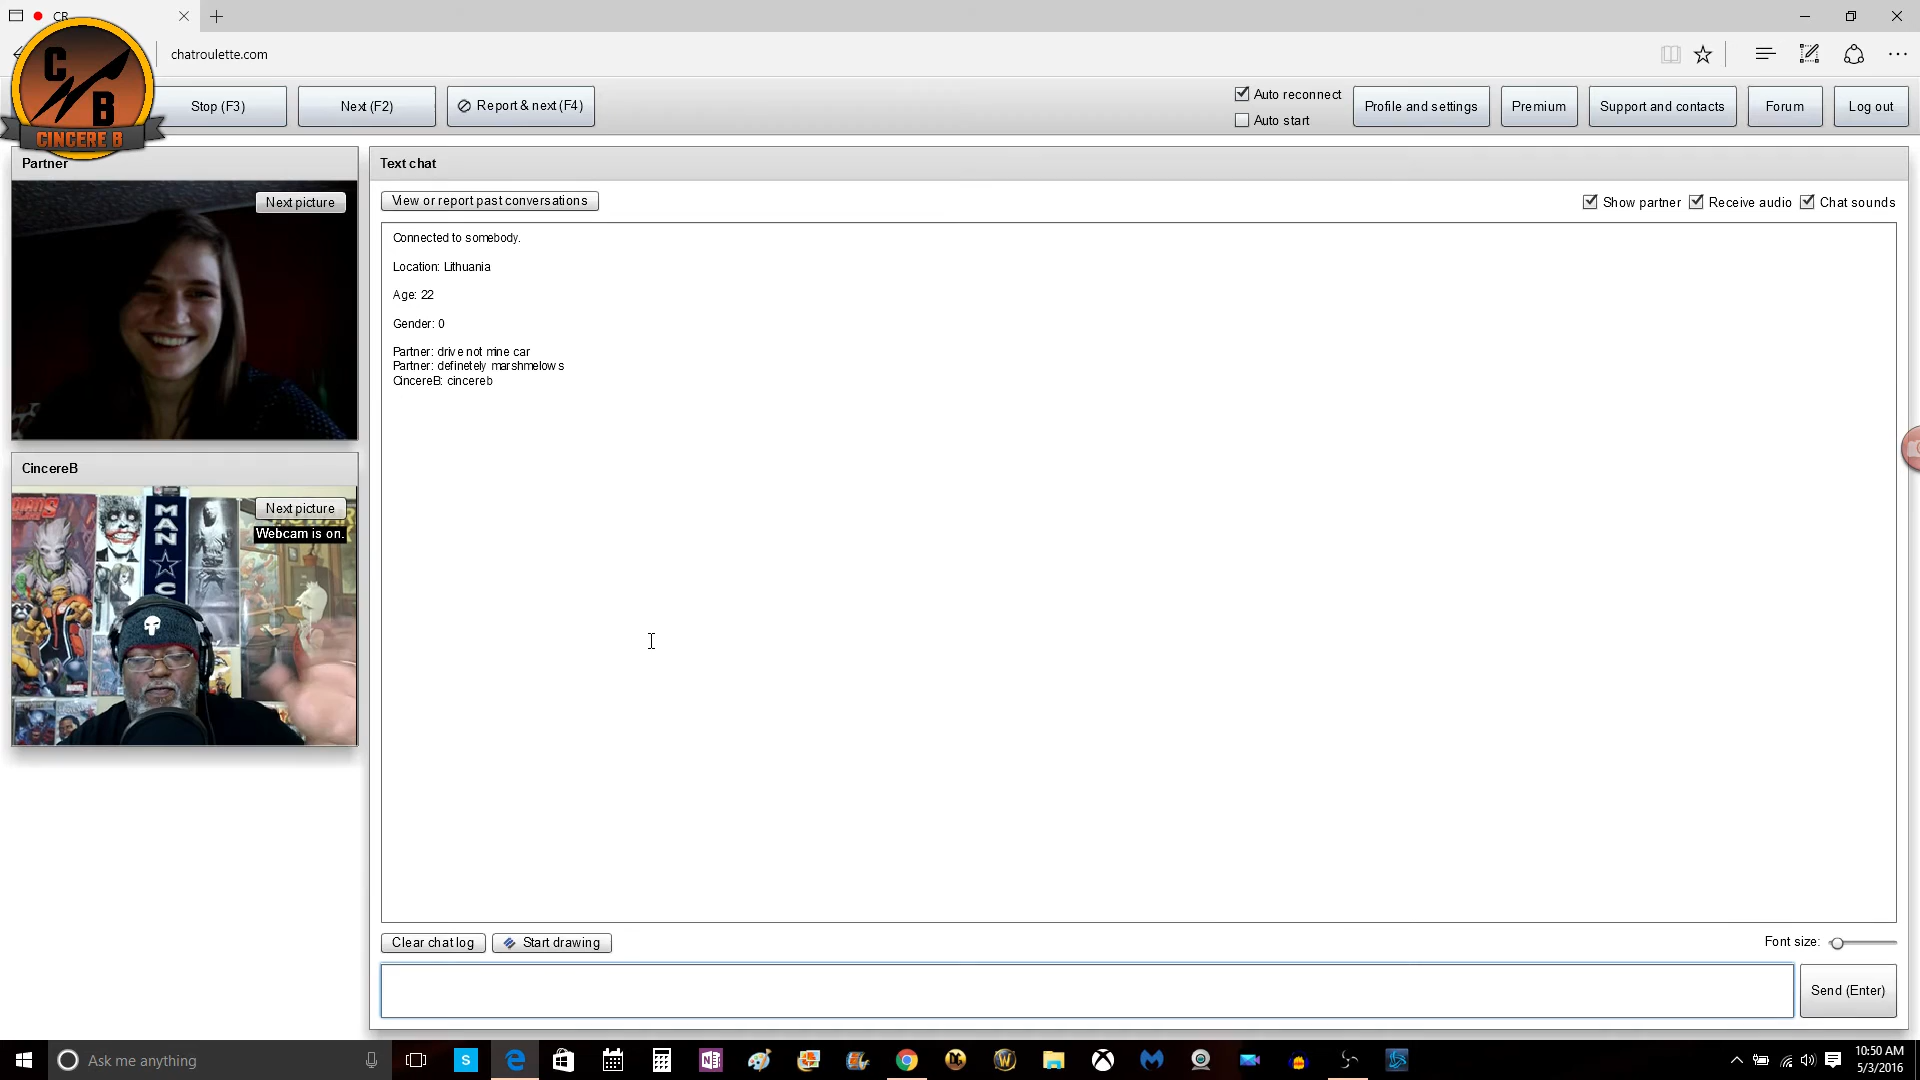 CR
chatroulette.com
C
B
CINCERE B
Stop (F3)
Next (F2)
Report & next (F4)
Auto reconnect
Auto start
Profile and settings
Premium
Support and contacts
Forum
Log out
Partner
Next picture
Text chat
View or report past conversations
Show partner
Receive audio
Chat sounds
Connected to somebody.
Location: Lithuania
Age: 22
Gender: 0
Partner: drive not mine car
Partner: definetely marshmelows
CincereB: cincereb
CincereB
Next picture
Webcam is on.
MAN
C
Clear chat log
Start drawing
Font size:
Send (Enter)
Ask me anything
10:50 AM
5/3/2016